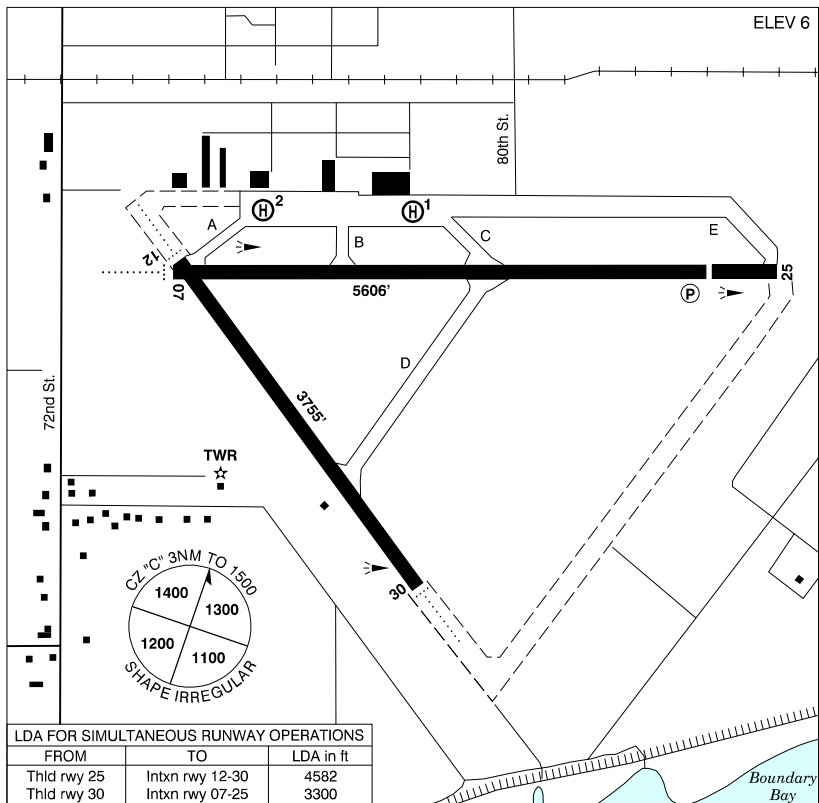 ELEV 6
80th St.
H 2
H 1
A
B
C
E
12
07
5606'
P
25
D
72nd St.
3755'
TWR
30
CZ "C" 3NM TO 1500
1400
1300
1200
1100
SHAPE IRREGULAR
LDA FOR SIMULTANEOUS RUNWAY OPERATIONS
FROM TO LDA in ft
Thld rwy 25 Intxn rwy 12-30 4582
Thld rwy 30 Intxn rwy 07-25 3300
Boundary
Bay